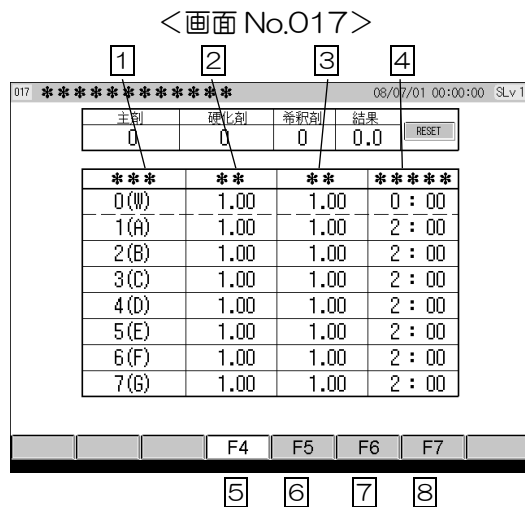 <画面 No.017>
1 2 3 4
017 ************ 08/07/01 00:00:00 SLv 1
主剤 硬化剤 希釈剤 結果
0 0 0 0.0 RESET
*** ** ** *****
0(W) 1.00 1.00 0 : 00
1(A) 1.00 1.00 2 : 00
2(B) 1.00 1.00 2 : 00
3(C) 1.00 1.00 2 : 00
4(D) 1.00 1.00 2 : 00
5(E) 1.00 1.00 2 : 00
6(F) 1.00 1.00 2 : 00
7(G) 1.00 1.00 2 : 00
F4 F5 F6 F7
5 6 7 8